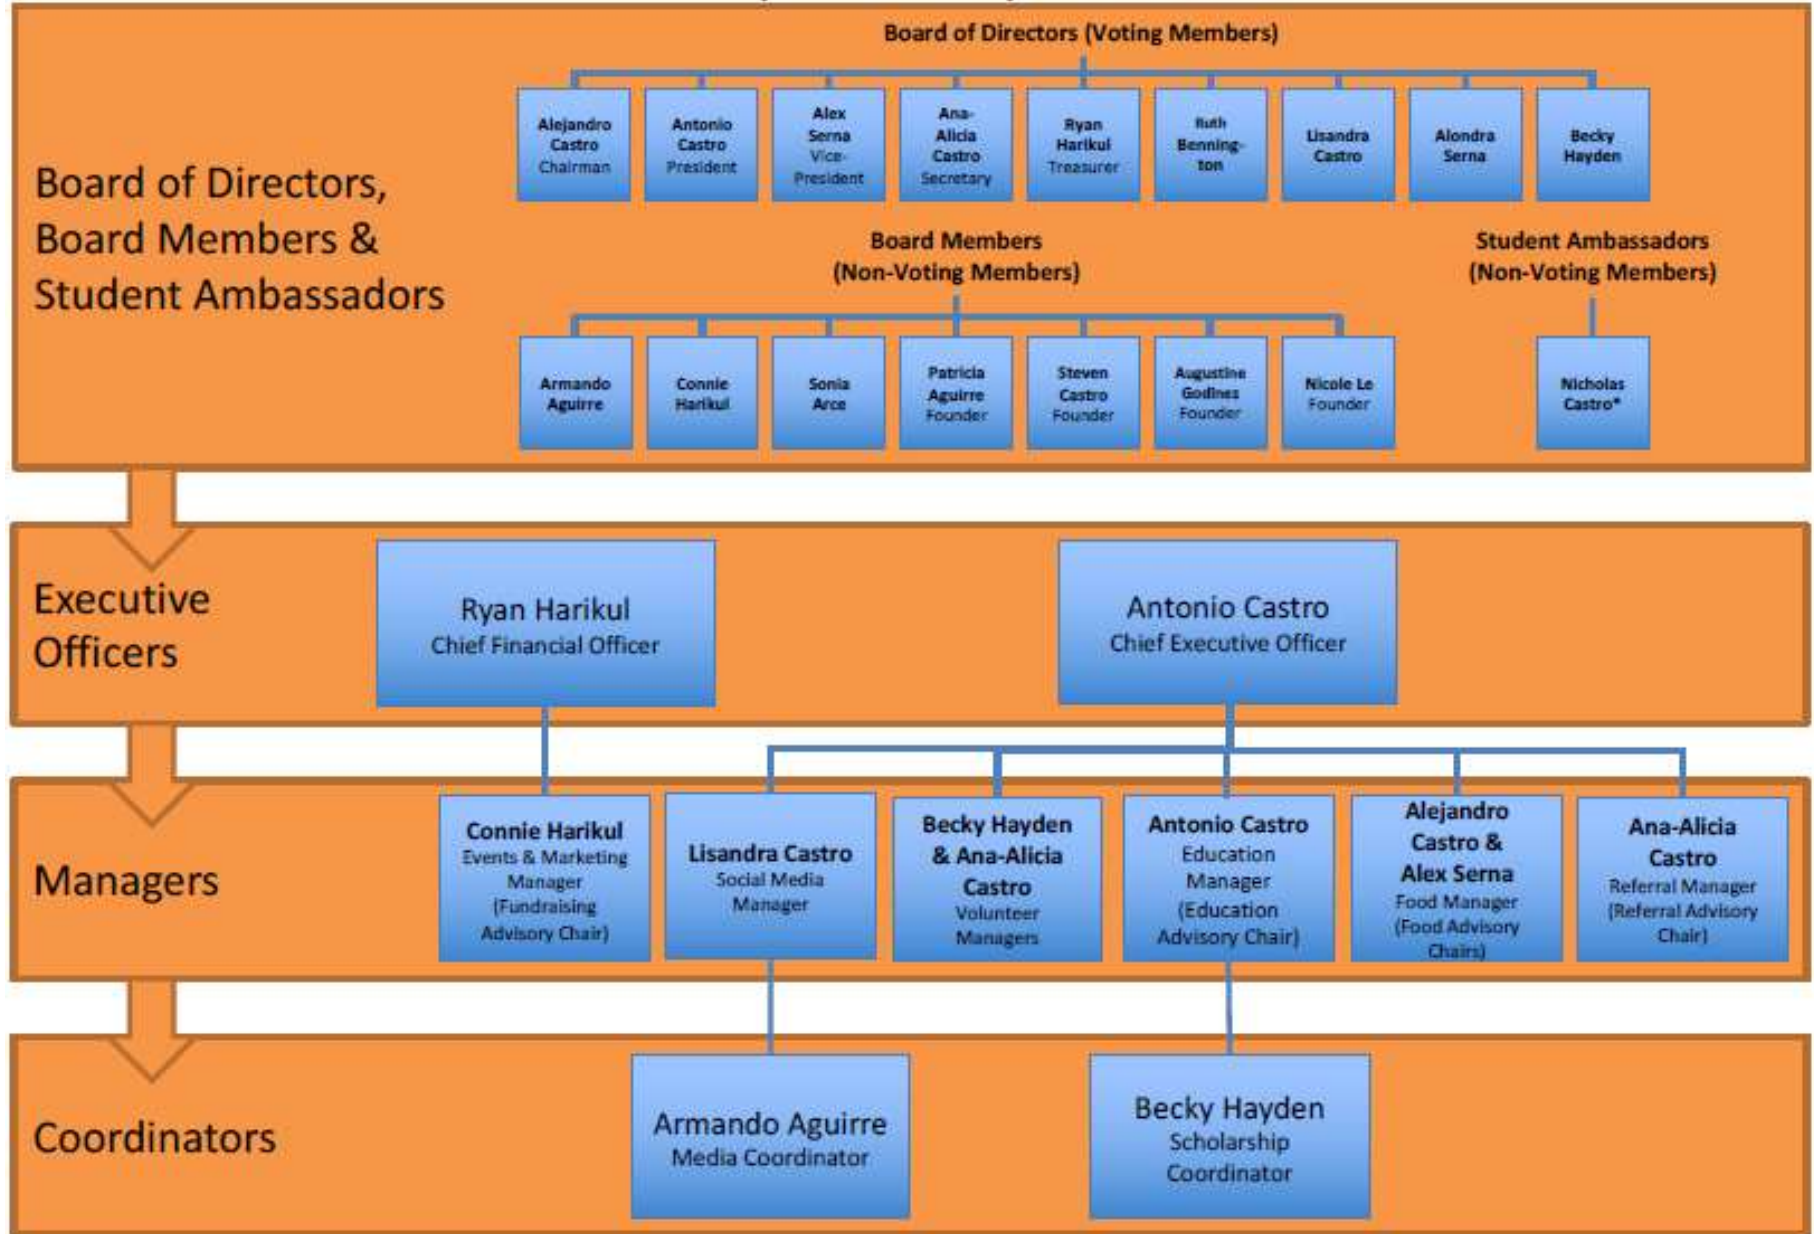 Board of Directors (Voting Members)
Board of Directors,
Board Members &
Student Ambassadors
Alejandro
Castro
Chairman
Antonio
Castro
President
Alex
Serna
Vice-
President
Ana-
Alicia
Castro
Secretary
Ryan
Harikul
Treasurer
Ruth
Benning-
ton
Lisandra
Castro
Alondra
Serna
Becky
Hayden
Board Members
(Non-Voting Members)
Student Ambassadors
(Non-Voting Members)
Armando
Aguirre
Connie
Harikul
Sonia
Arce
Patricia
Aguirre
Founder
Steven
Castro
Founder
Augustine
Godines
Founder
Nicole Le
Founder
Nicholas
Castro*
Executive
Officers
Ryan Harikul
Chief Financial Officer
Antonio Castro
Chief Executive Officer
Managers
Connie Harikul
Events & Marketing
Manager
(Fundraising
Advisory Chair)
Lisandra Castro
Social Media
Manager
Becky Hayden
& Ana-Alicia
Castro
Volunteer
Managers
Antonio Castro
Education
Manager
(Education
Advisory Chair)
Alejandro
Castro &
Alex Serna
Food Manager
(Food Advisory
Chairs)
Ana-Alicia
Castro
Referral Manager
(Referral Advisory
Chair)
Coordinators
Armando Aguirre
Media Coordinator
Becky Hayden
Scholarship
Coordinator